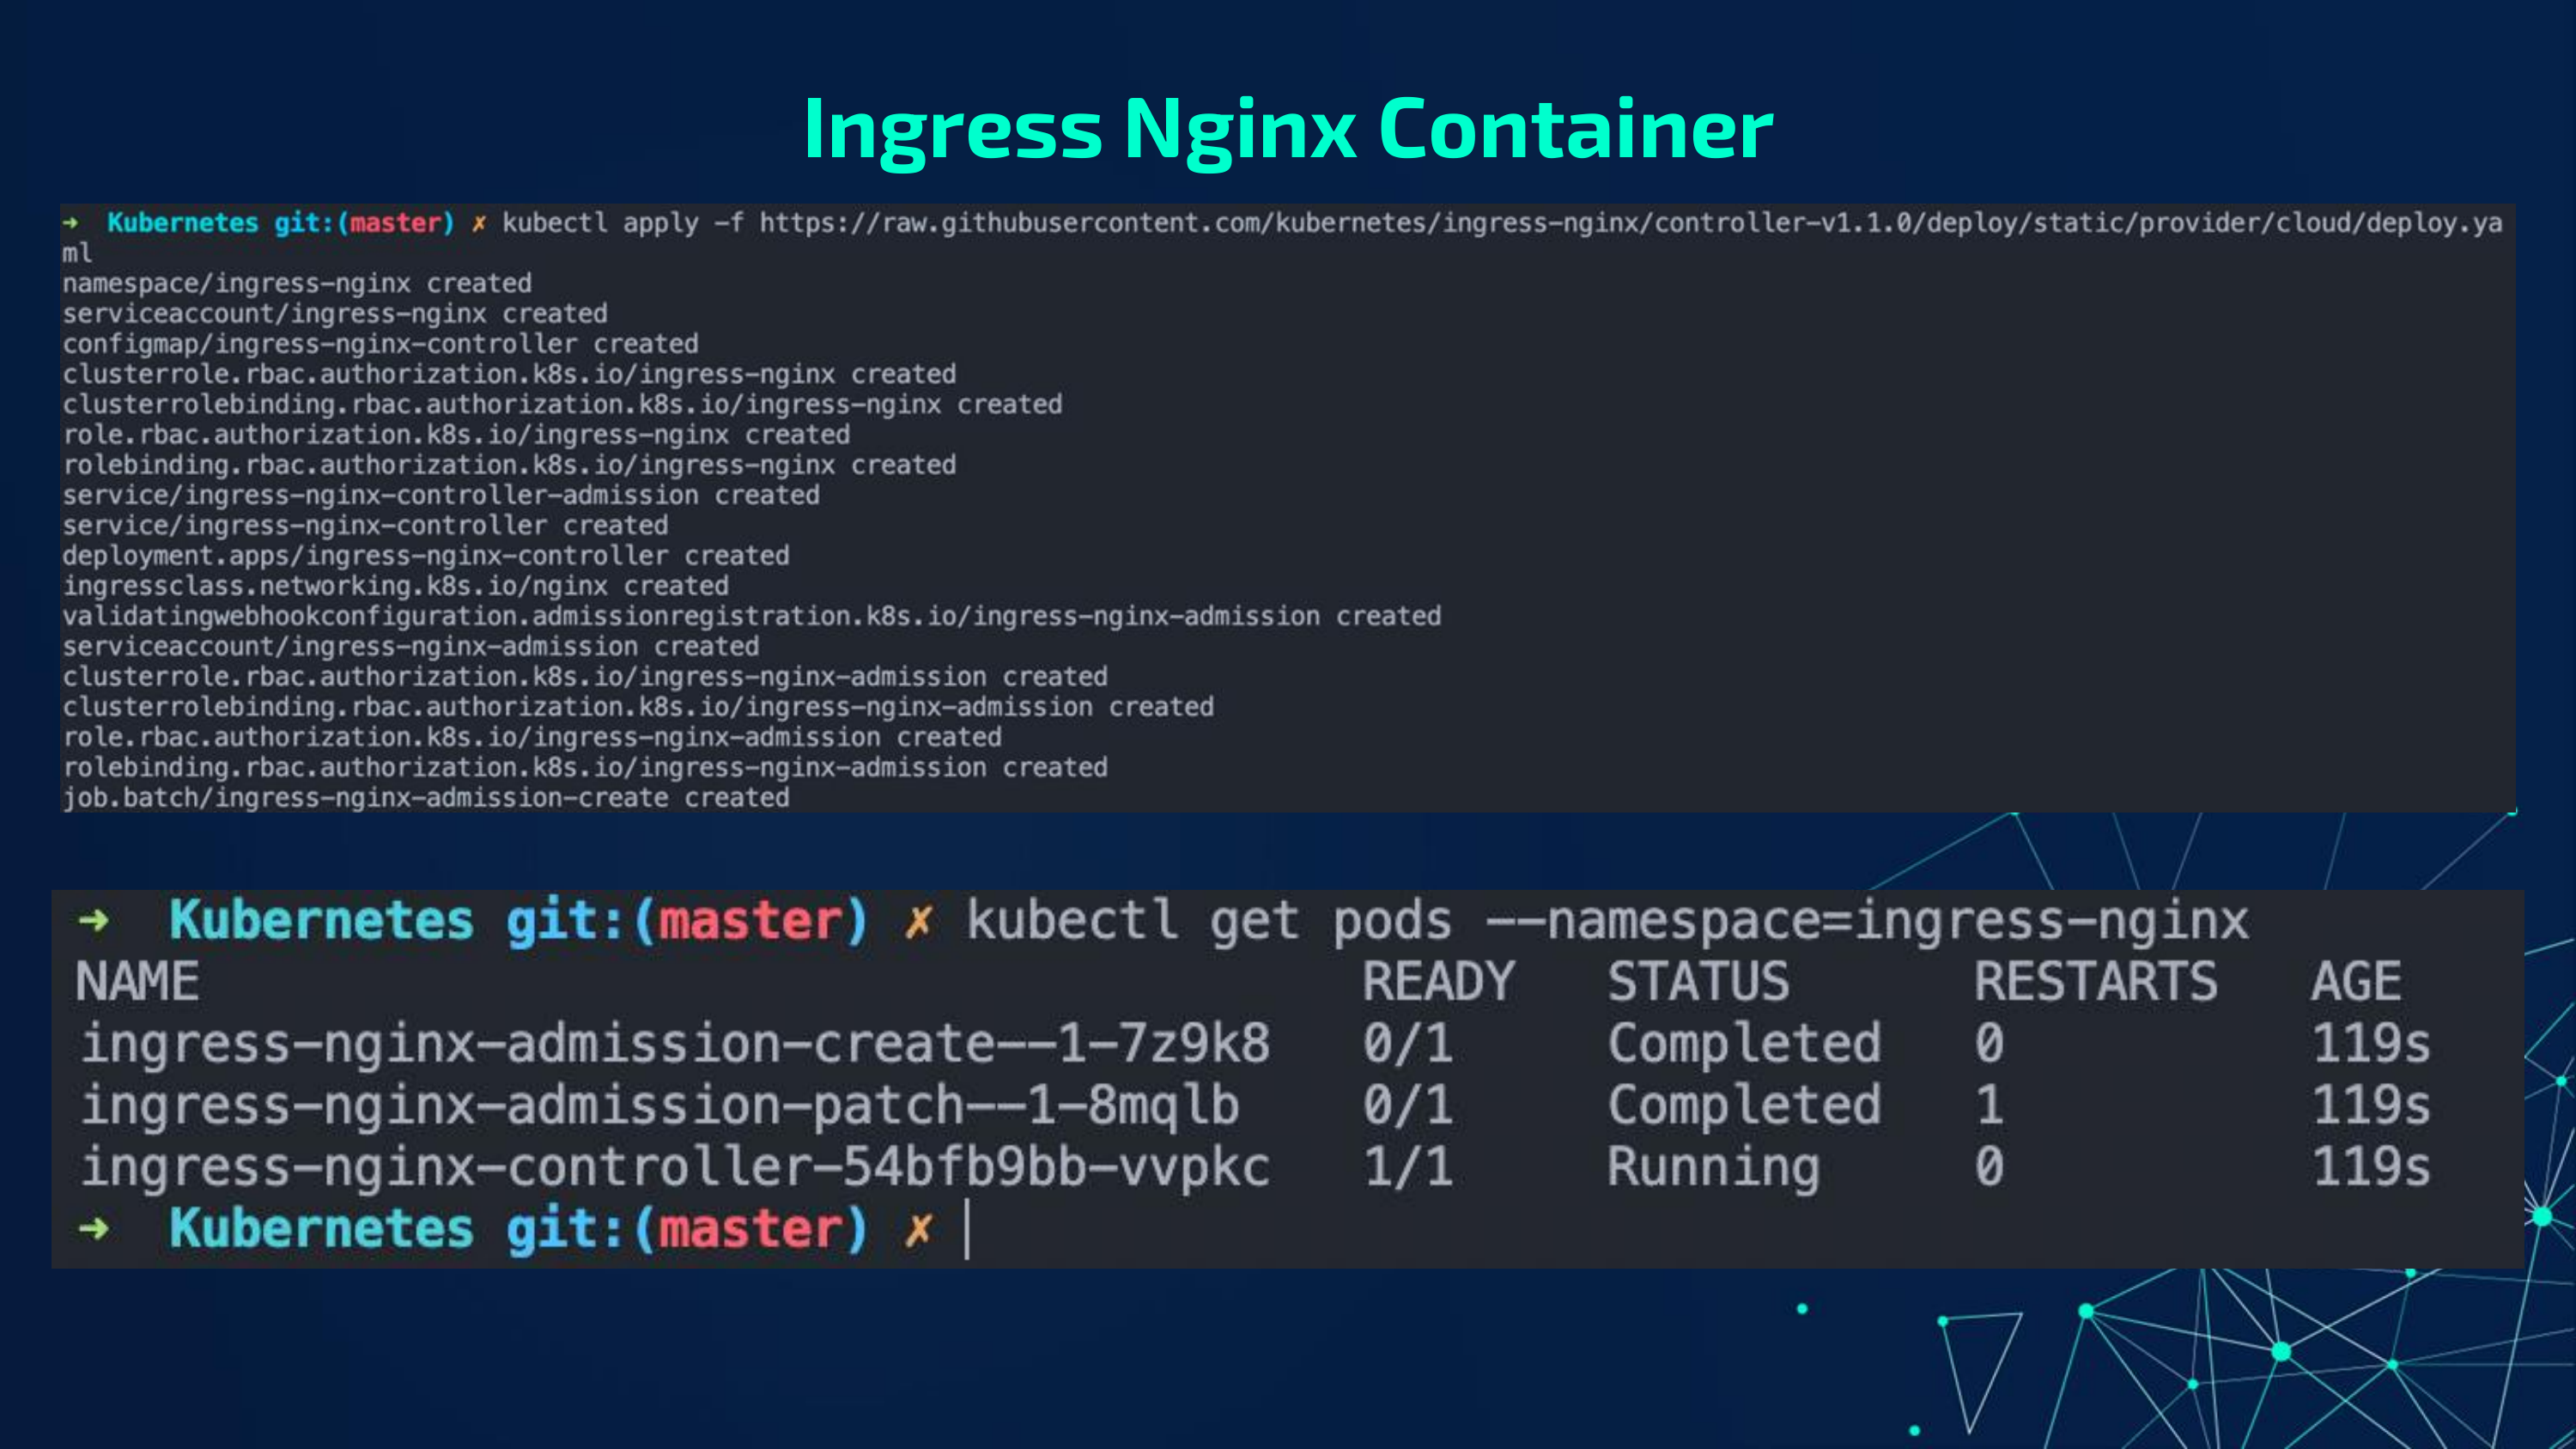 Ingress Nginx Container
➜  Kubernetes git:(master) ✗ kubectl apply -f https://raw.githubusercontent.com/kubernetes/ingress-nginx/controller-v1.1.0/deploy/static/provider/cloud/deploy.ya
ml
namespace/ingress-nginx created
serviceaccount/ingress-nginx created
configmap/ingress-nginx-controller created
clusterrole.rbac.authorization.k8s.io/ingress-nginx created
clusterrolebinding.rbac.authorization.k8s.io/ingress-nginx created
role.rbac.authorization.k8s.io/ingress-nginx created
rolebinding.rbac.authorization.k8s.io/ingress-nginx created
service/ingress-nginx-controller-admission created
service/ingress-nginx-controller created
deployment.apps/ingress-nginx-controller created
ingressclass.networking.k8s.io/nginx created
validatingwebhookconfiguration.admissionregistration.k8s.io/ingress-nginx-admission created
serviceaccount/ingress-nginx-admission created
clusterrole.rbac.authorization.k8s.io/ingress-nginx-admission created
clusterrolebinding.rbac.authorization.k8s.io/ingress-nginx-admission created
role.rbac.authorization.k8s.io/ingress-nginx-admission created
rolebinding.rbac.authorization.k8s.io/ingress-nginx-admission created
job.batch/ingress-nginx-admission-create created
➜  Kubernetes git:(master) ✗ kubectl get pods --namespace=ingress-nginx
NAME READY STATUS RESTARTS AGE
ingress-nginx-admission-create--1-7z9k8 0/1 Completed 0 119s
ingress-nginx-admission-patch--1-8mqlb 0/1 Completed 1 119s
ingress-nginx-controller-54bfb9bb-vvpkc 1/1 Running 0 119s
➜  Kubernetes git:(master) ✗